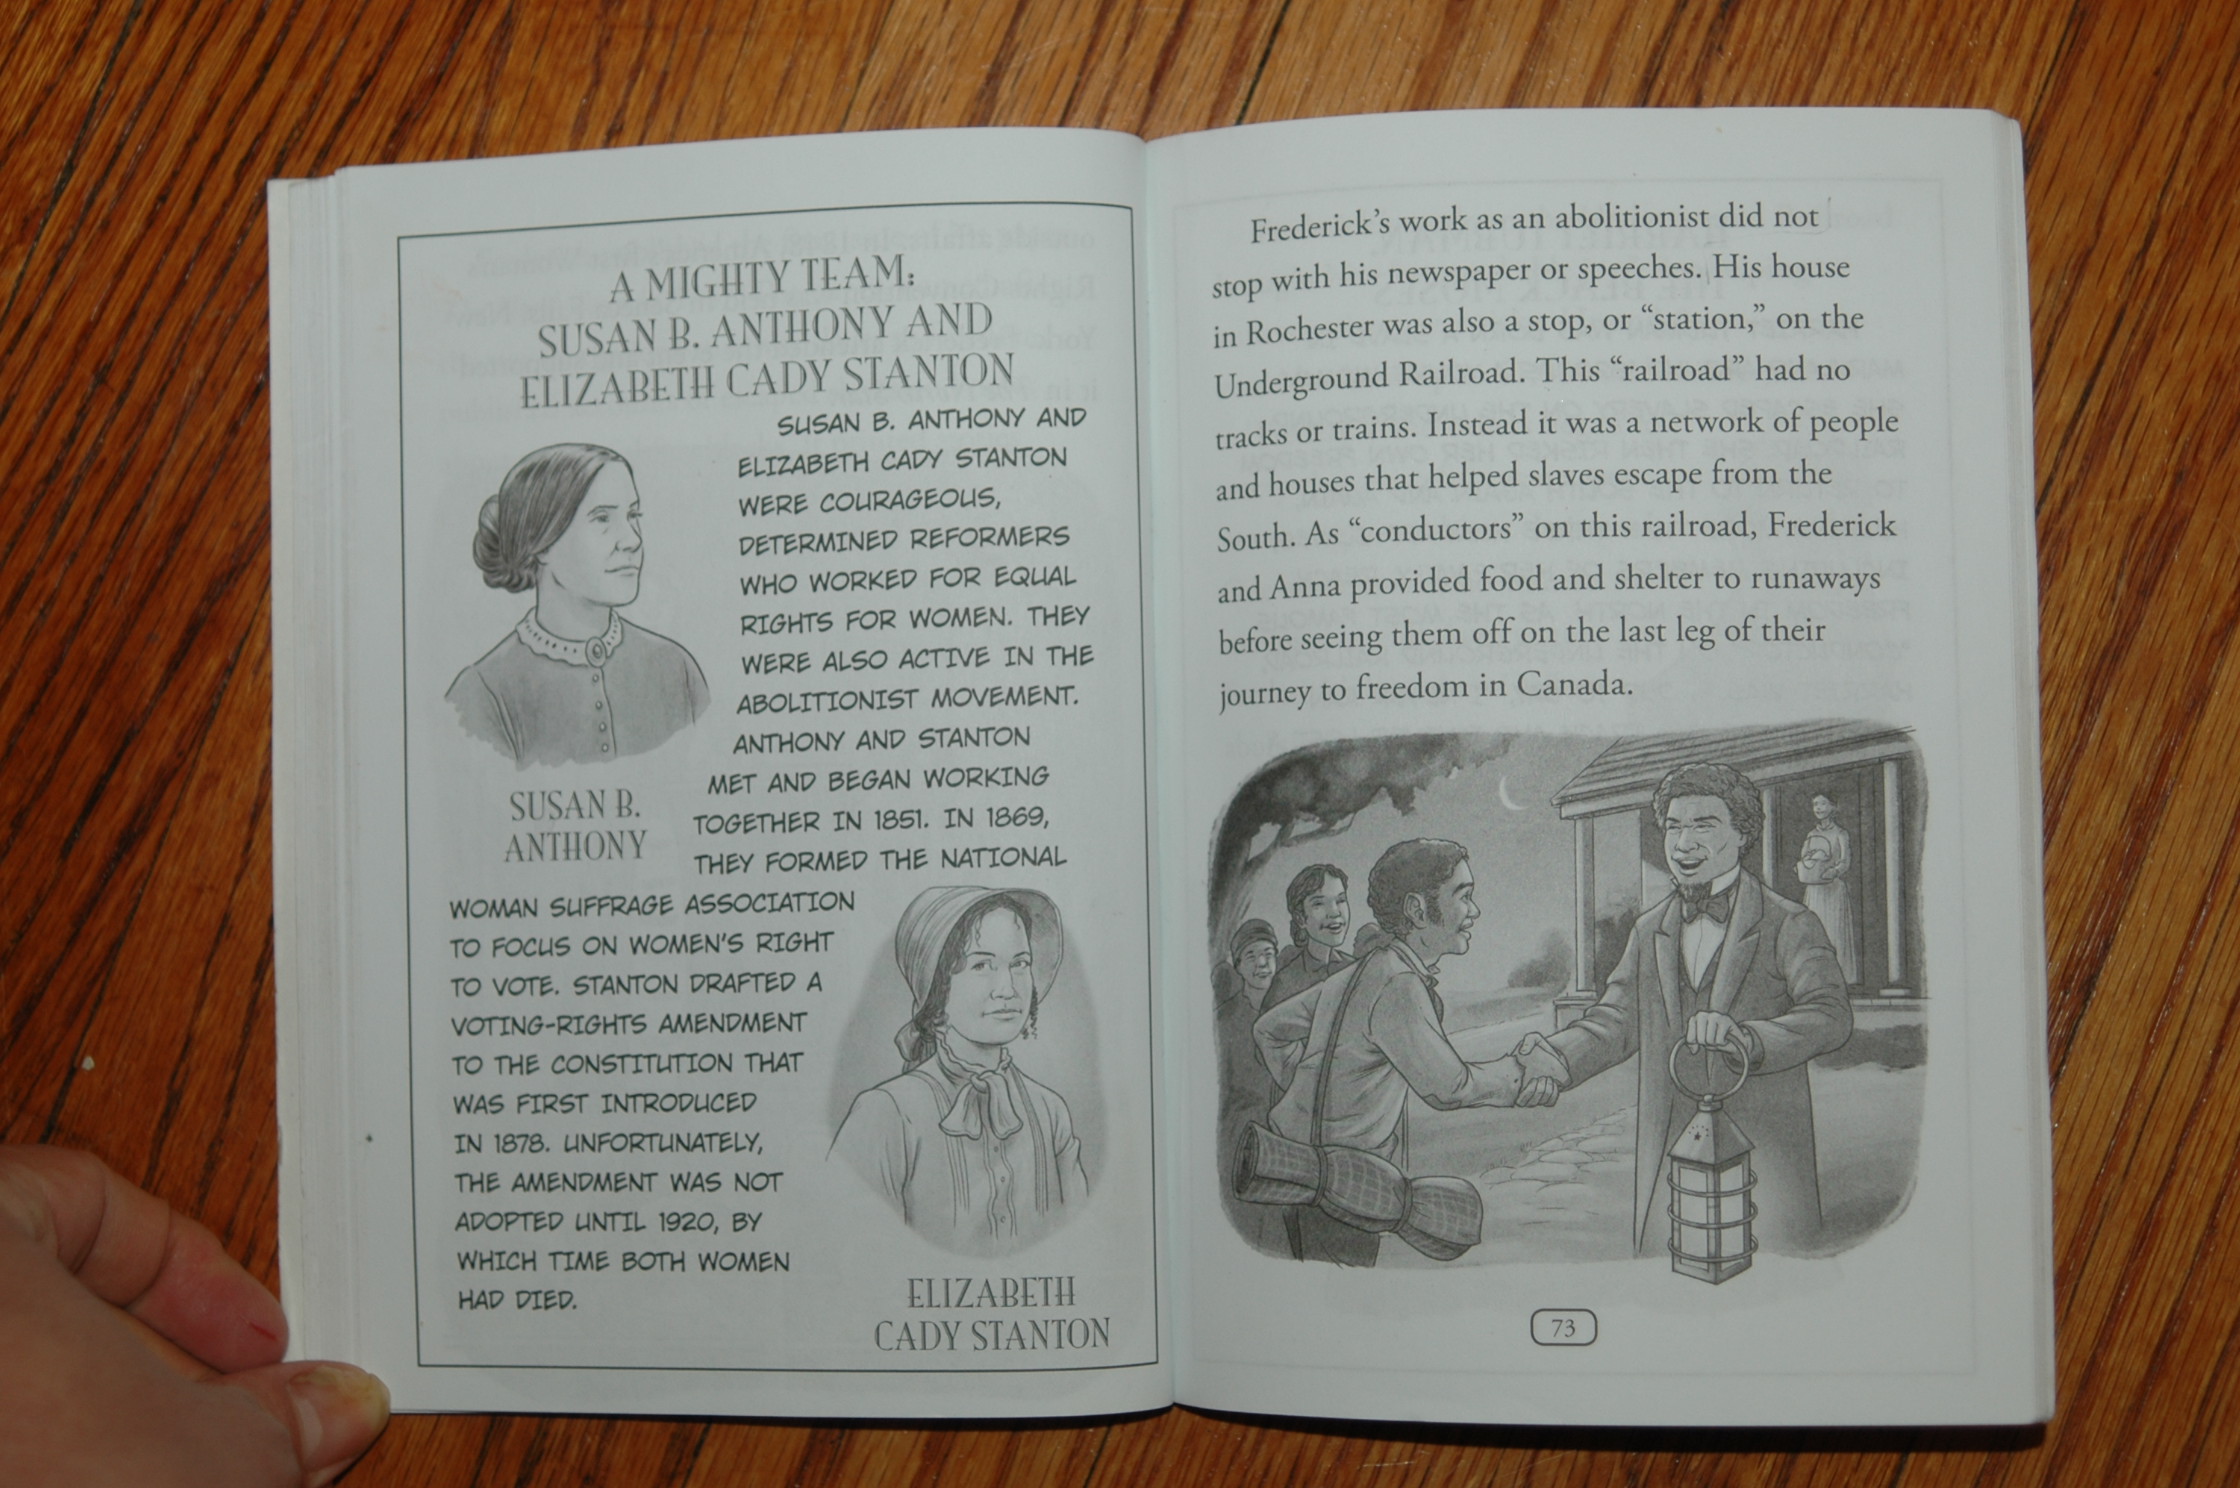 A MIGHTY TEAM:
SUSAN B. ANTHONY AND
ELIZABETH CADY STANTON
SUSAN B. ANTHONY AND
ELIZABETH CADY STANTON
WERE COURAGEOUS,
DETERMINED REFORMERS
WHO WORKED FOR EQUAL
RIGHTS FOR WOMEN. THEY
WERE ALSO ACTIVE IN THE
ABOLITIONIST MOVEMENT.
ANTHONY AND STANTON
MET AND BEGAN WORKING
TOGETHER IN 1851. IN 1869,
THEY FORMED THE NATIONAL
WOMAN SUFFRAGE ASSOCIATION
TO FOCUS ON WOMEN'S RIGHT
TO VOTE. STANTON DRAFTED A
VOTING-RIGHTS AMENDMENT
TO THE CONSTITUTION THAT
WAS FIRST INTRODUCED
IN 1878. UNFORTUNATELY,
THE AMENDMENT WAS NOT
ADOPTED UNTIL 1920, BY
WHICH TIME BOTH WOMEN
HAD DIED.
SUSAN B.
ANTHONY
ELIZABETH
CADY STANTON
Frederick's work as an abolitionist did not
stop with his newspaper or speeches. His house
in Rochester was also a stop, or “station,” on the
Underground Railroad. This “railroad” had no
tracks or trains. Instead it was a network of people
and houses that helped slaves escape from the
South. As “conductors” on this railroad, Frederick
and Anna provided food and shelter to runaways
before seeing them off on the last leg of their
journey to freedom in Canada.
73